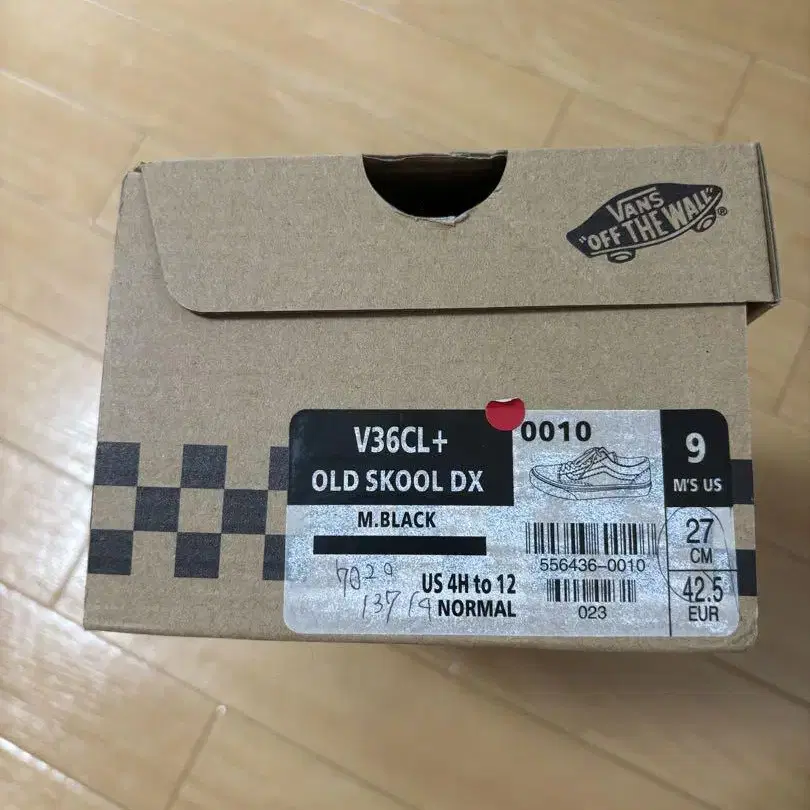 VANS
"OFF THE WALL"®
V36CL+
OLD SKOOL DX
0010
9
M'S US
M.BLACK
27
CM
556436-0010
US 4H to 12
NORMAL
023
42.5
EUR